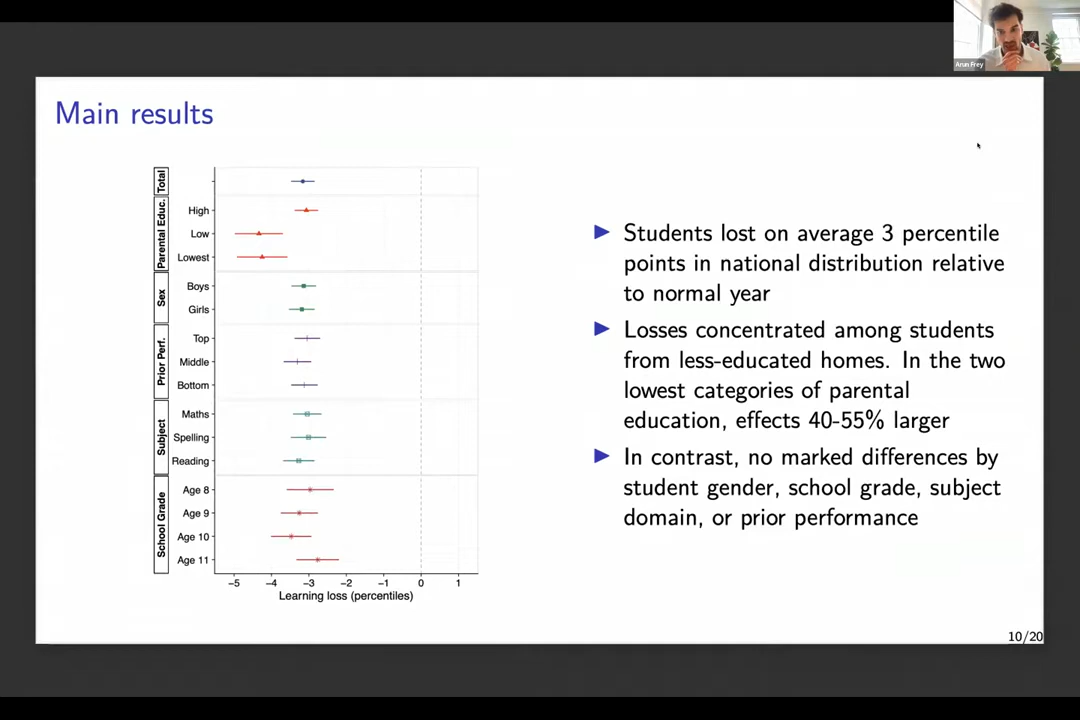 Arun Frey
Main results
Total
High
Low
Lowest
Parental Educ.
Boys
Girls
Sex
Top
Middle
Bottom
Prior Perf.
Maths
Spelling
Reading
Subject
Age 8
Age 9
Age 10
Age 11
School Grade
−5 −4 −3 −2 −1 0 1
Learning loss (percentiles)
Students lost on average 3 percentile
points in national distribution relative
to normal year
Losses concentrated among students
from less-educated homes. In the two
lowest categories of parental
education, effects 40-55% larger
In contrast, no marked differences by
student gender, school grade, subject
domain, or prior performance
10/20